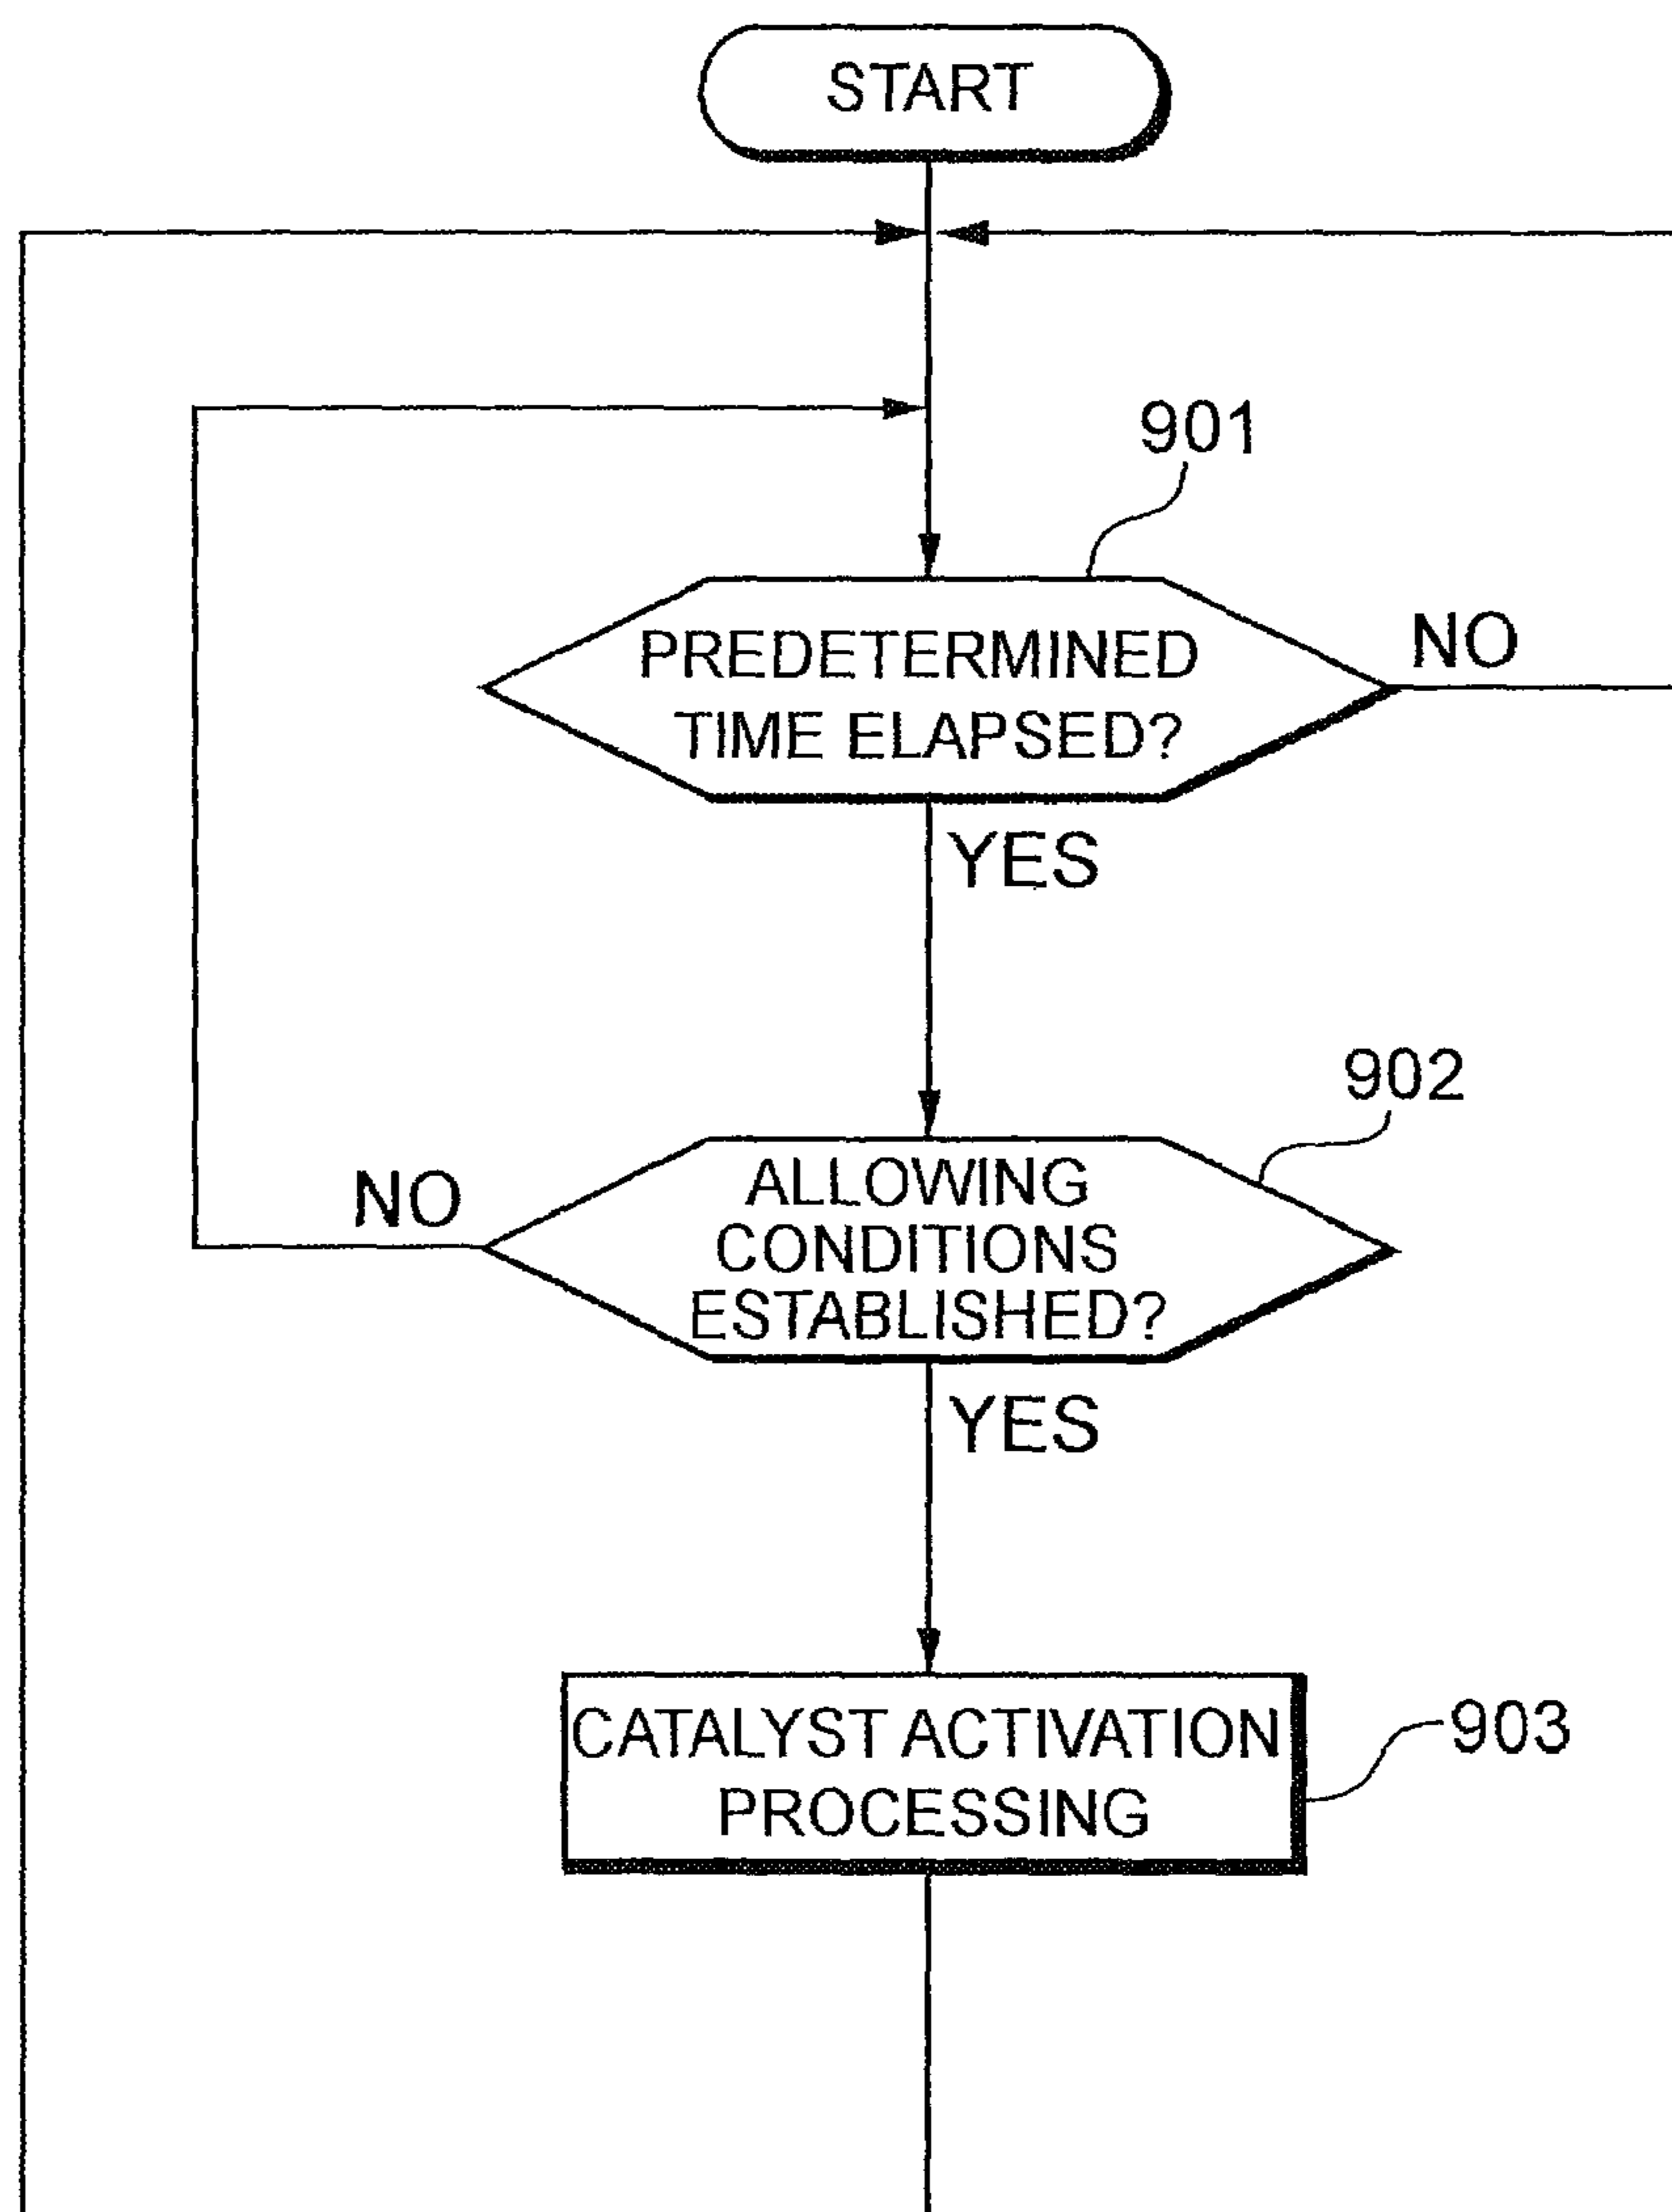 START
901
PREDETERMINED
TIME ELAPSED?
NO
YES
902
ALLOWING
CONDITIONS
ESTABLISHED?
NO
YES
CATALYST ACTIVATION
PROCESSING
903